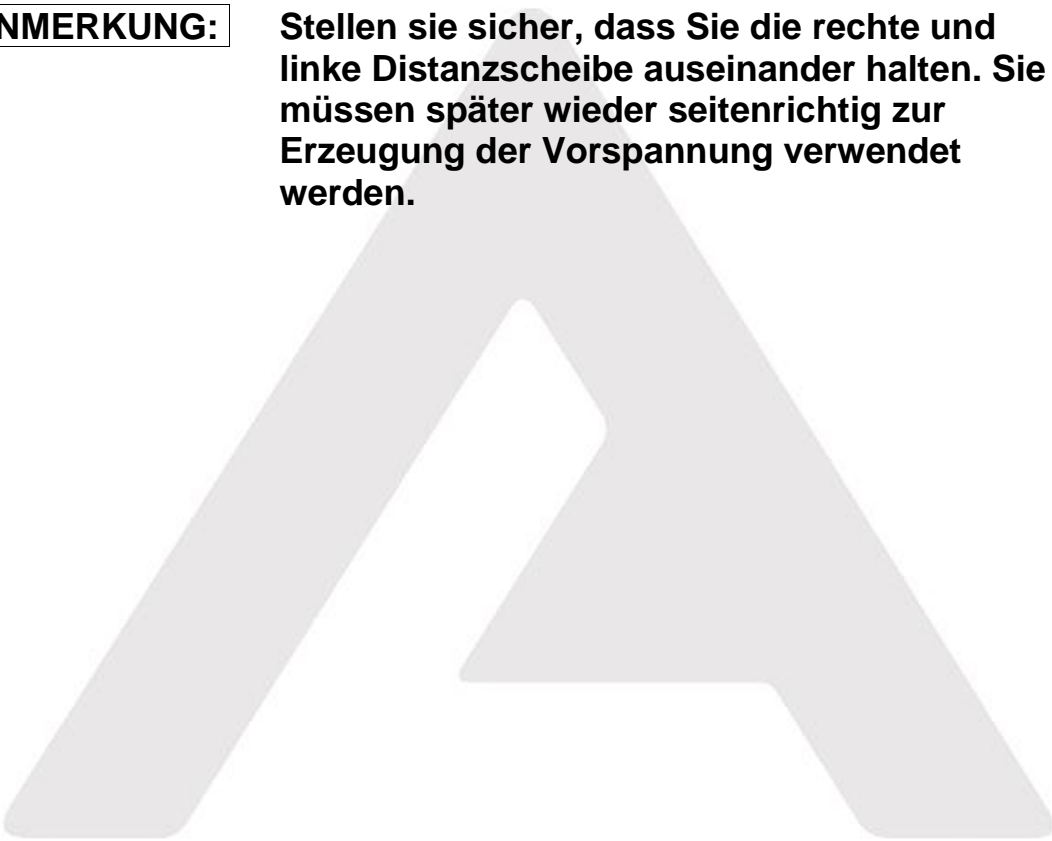 NMERKUNG: Stellen sie sicher, dass Sie die rechte und
linke Distanzscheibe auseinander halten. Sie
müssen später wieder seitenrichtig zur
Erzeugung der Vorspannung verwendet
werden.